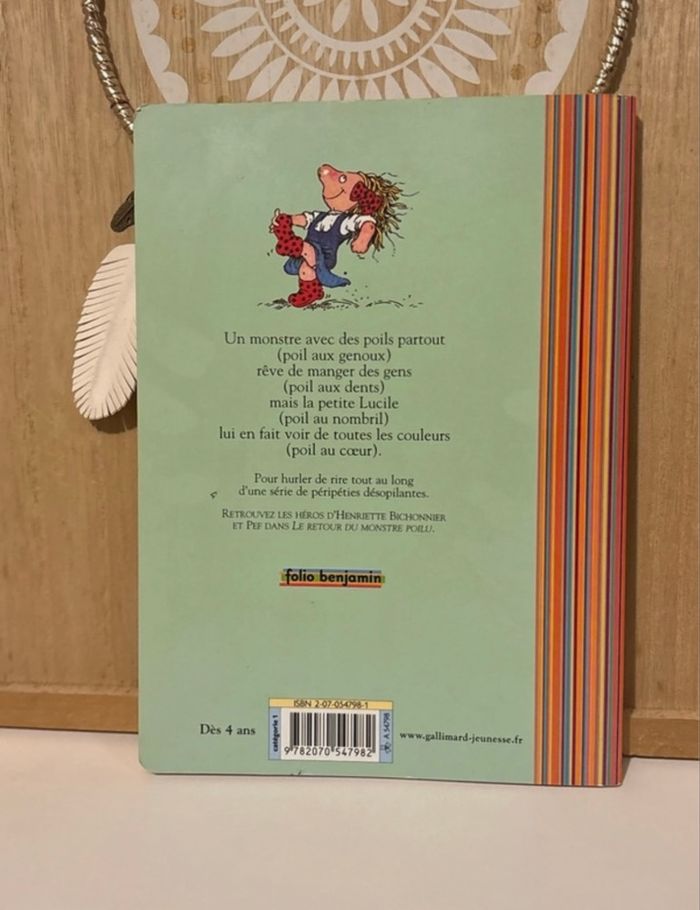 Un monstre avec des poils partout
(poil aux genoux)
rêve de manger des gens
(poil aux dents)
mais la petite Lucile
(poil au nombril)
lui en fait voir de toutes les couleurs
(poil au cœur).
Pour hurler de rire tout au long
d'une série de péripéties désopilantes.
Retrouvez les héros d'Henriette Bichonnier
et Pef dans Le retour du monstre poilu.
folio benjamin
ISBN 2-07-054798-1
catégorie 1
A 54798
9 782070 547982
Dès 4 ans
www.gallimard-jeunesse.fr